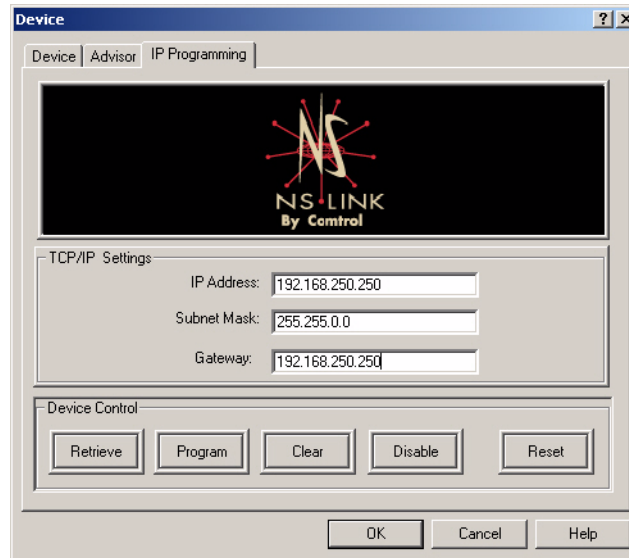 Device
Device Advisor IP Programming
NS
NS LINK
By Comtrol
TCP/IP Settings
IP Address: 192.168.250.250
Subnet Mask: 255.255.0.0
Gateway: 192.168.250.250
Device Control
Retrieve Program Clear Disable Reset
OK Cancel Help